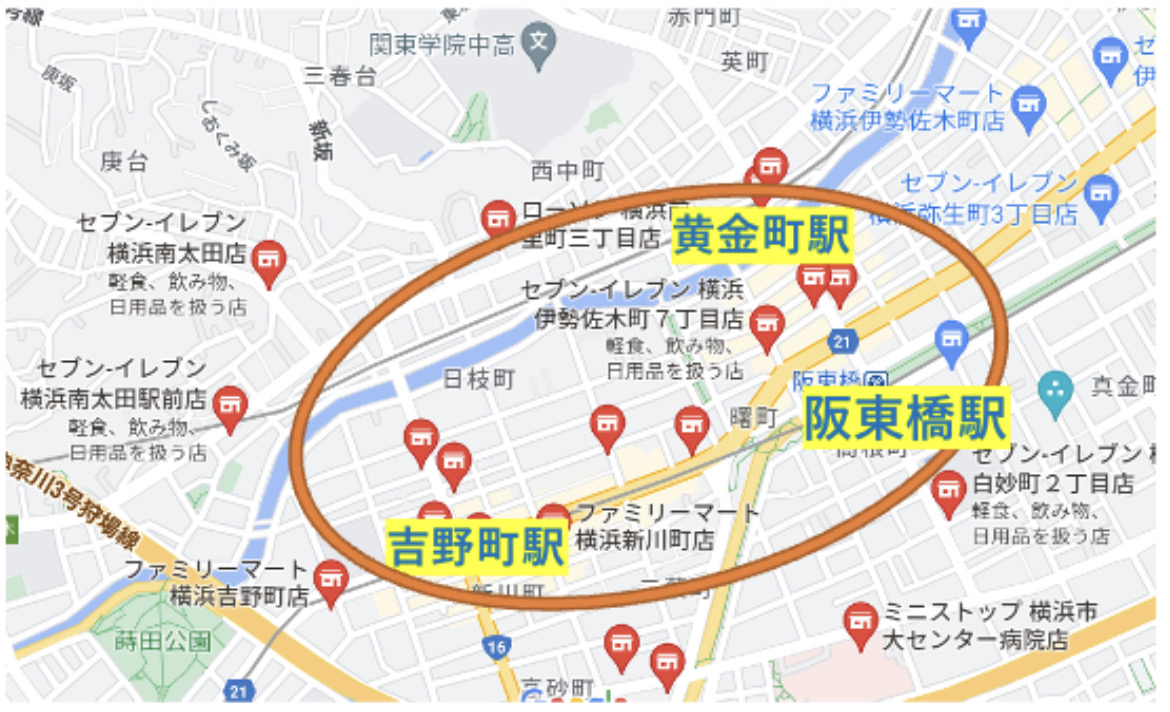 赤門町
関東学院中高
文
英町
三春台
庚坂
しおくみ坂
新坂
ファミリーマート
横浜伊勢佐木町店
セ
伊
庚台
西中町
セブン-イレブン
横浜弥生町3丁目店
セブン-イレブン
横浜南太田店
軽食、飲み物、
日用品を扱う店
里町三丁目店
黄金町駅
セブン-イレブン 横浜
伊勢佐木町7丁目店
軽食、飲み物、
日用品を扱う店
21
セブン-イレブン
横浜南太田駅前店
軽食、飲み物、
日用品を扱う店
日枝町
阪東橋
真金町
曙町
阪東橋駅
セブン-イレブン
白妙町2丁目店
軽食、飲み物、
日用品を扱う店
奈川3号狩場線
吉野町駅
ファミリーマート
横浜新川町店
ファミリーマート
横浜吉野町店
新川町
ミニストップ 横浜市
大センター病院店
蒔田公園
16
21
高砂町
Google